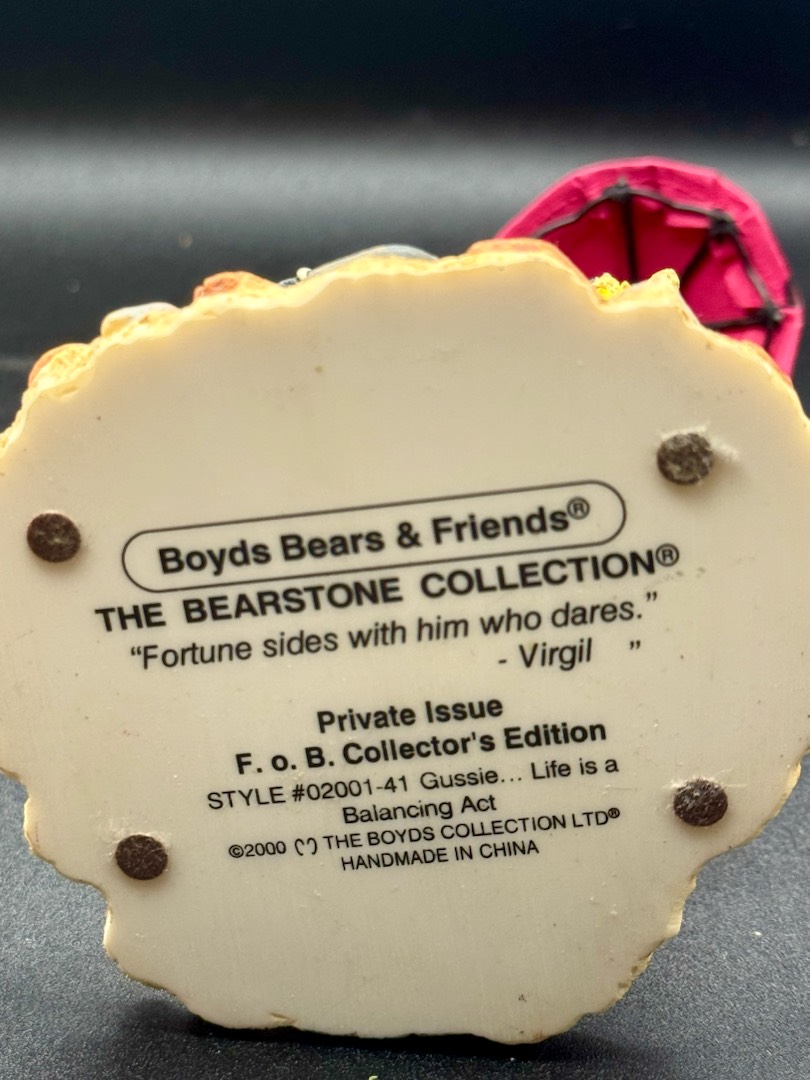 Boyds Bears & Friends®
THE BEARSTONE COLLECTION®
“Fortune sides with him who dares.”
- Virgil ”
Private Issue
F. o. B. Collector's Edition
STYLE #02001-41 Gussie... Life is a
Balancing Act
©2000 THE BOYDS COLLECTION LTD®
HANDMADE IN CHINA